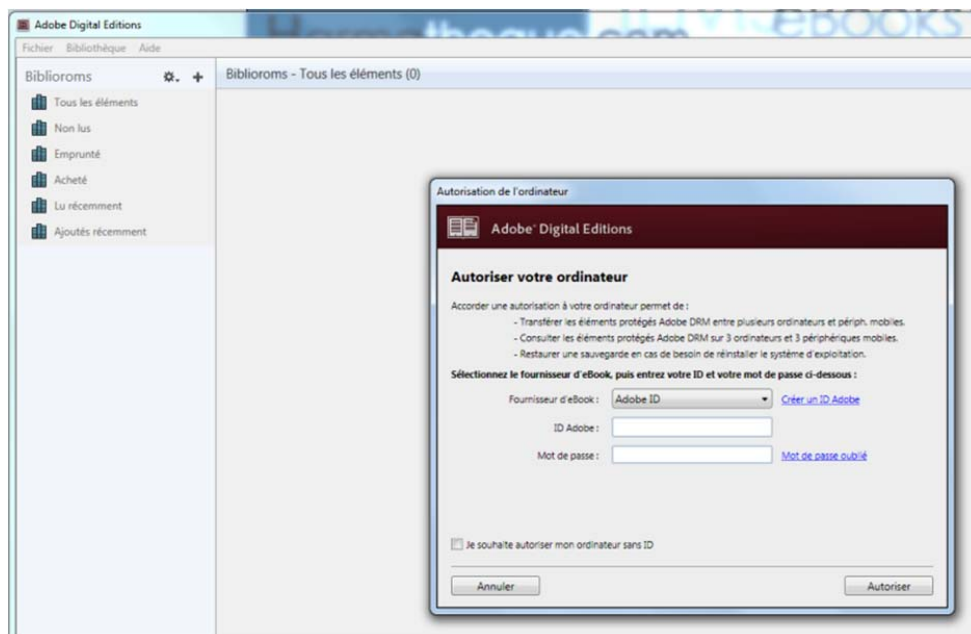 Adobe Digital Editions
Harmathèque.com
eBOOKS
Fichier Bibliothèque Aide
Biblioroms
Biblioroms - Tous les éléments (0)
Tous les éléments
Non lus
Emprunté
Acheté
Lu récemment
Ajoutés récemment
Autorisation de l'ordinateur
Adobe® Digital Editions
Autoriser votre ordinateur
Accorder une autorisation à votre ordinateur permet de :
- Transférer les éléments protégés Adobe DRM entre plusieurs ordinateurs et périph. mobiles.
- Consulter les éléments protégés Adobe DRM sur 3 ordinateurs et 3 périphériques mobiles.
- Restaurer une sauvegarde en cas de besoin de réinstaller le système d'exploitation.
Sélectionnez le fournisseur d'eBook, puis entrez votre ID et votre mot de passe ci-dessous :
Fournisseur d'eBook : Adobe ID Créer un ID Adobe
ID Adobe :
Mot de passe : Mot de passe oublié
Je souhaite autoriser mon ordinateur sans ID
Annuler Autoriser